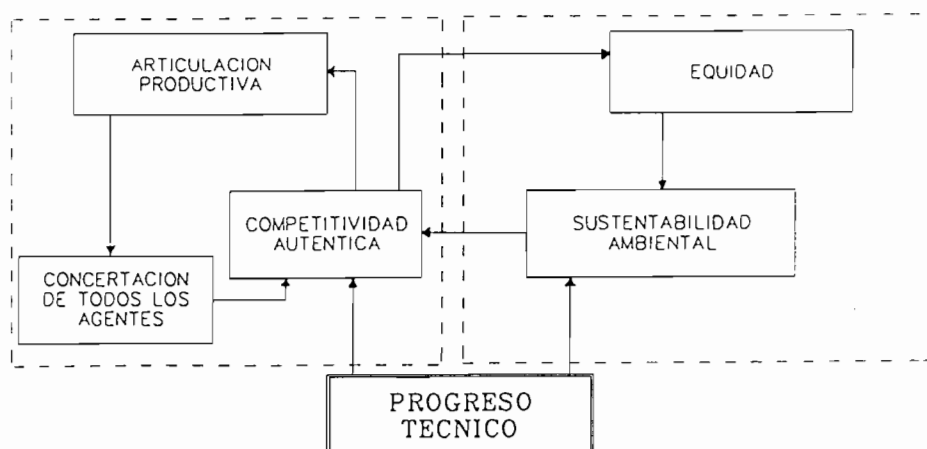 ARTICULACION
PRODUCTIVA
EQUIDAD
COMPETITIVIDAD
AUTENTICA
SUSTENTABILIDAD
AMBIENTAL
CONCERTACION
DE TODOS LOS
AGENTES
PROGRESO
TECNICO